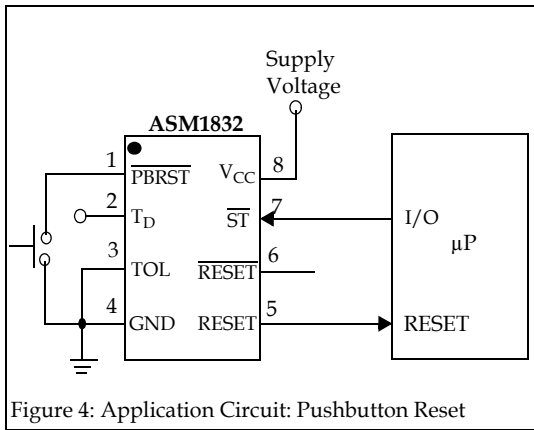 Supply
Voltage
ASM1832
1 PBRST VCC 8
2 TD ST 7
3 TOL RESET 6
4 GND RESET 5
I/O
μP
RESET
Figure 4: Application Circuit: Pushbutton Reset